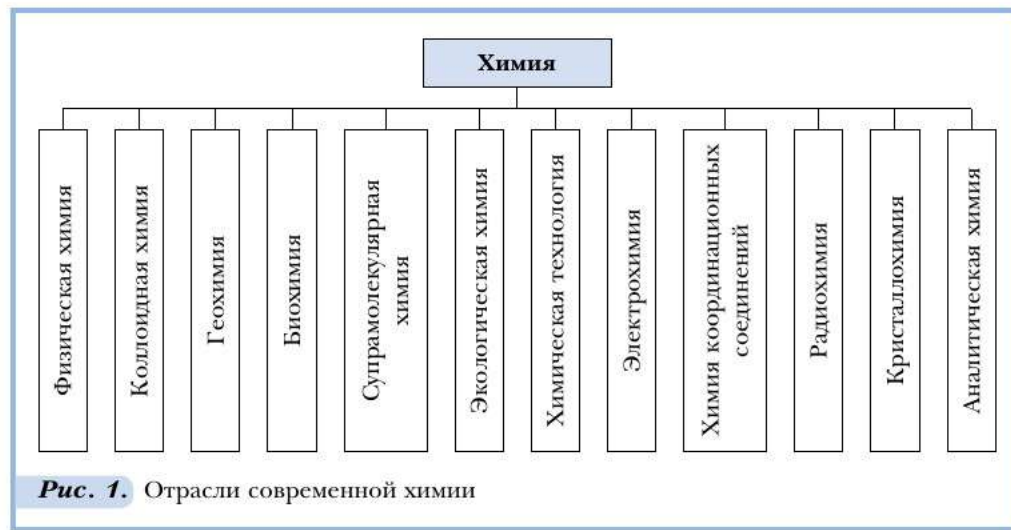 Химия
Физическая химия
Коллоидная химия
Геохимия
Биохимия
Супрамолекулярная
химия
Экологическая химия
Химическая технология
Электрохимия
Химия координационных
соединений
Радиохимия
Кристаллохимия
Аналитическая химия
Рис. 1. Отрасли современной химии